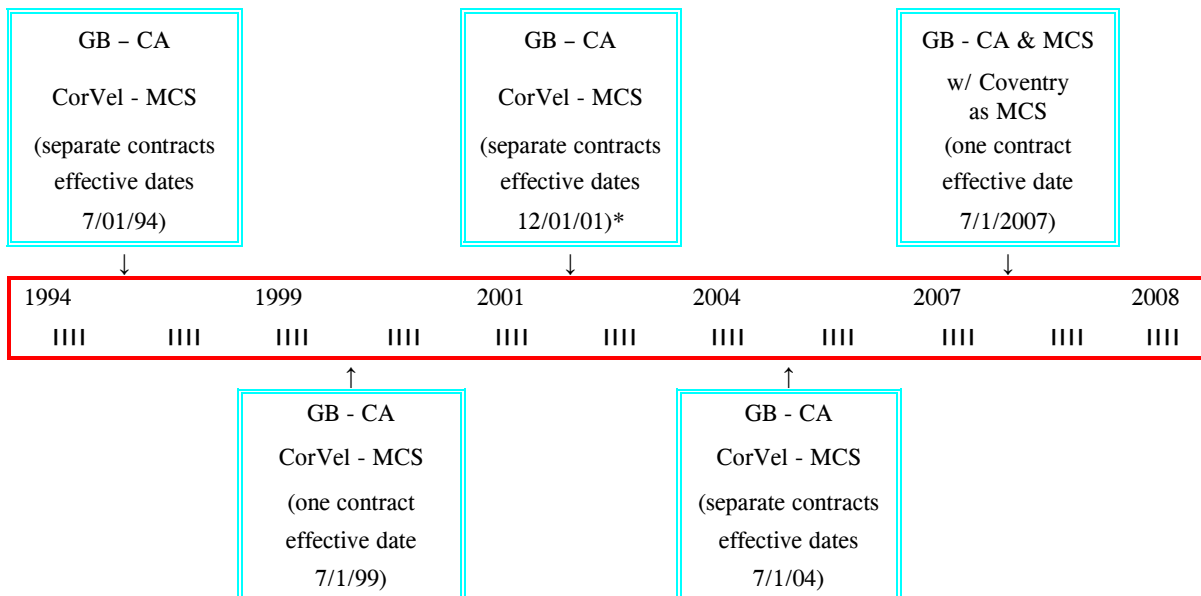 GB – CA
CorVel - MCS
(separate contracts
effective dates
7/01/94)
GB – CA
CorVel - MCS
(separate contracts
effective dates
12/01/01)*
GB - CA & MCS
w/ Coventry
as MCS
(one contract
effective date
7/1/2007)
↓ ↓ ↓
1994 1999 2001 2004 2007 2008
IIII IIII IIII IIII IIII IIII IIII IIII IIII IIII IIII
↑ ↑
GB - CA
CorVel - MCS
(one contract
effective date
7/1/99)
GB - CA
CorVel - MCS
(separate contracts
effective dates
7/1/04)